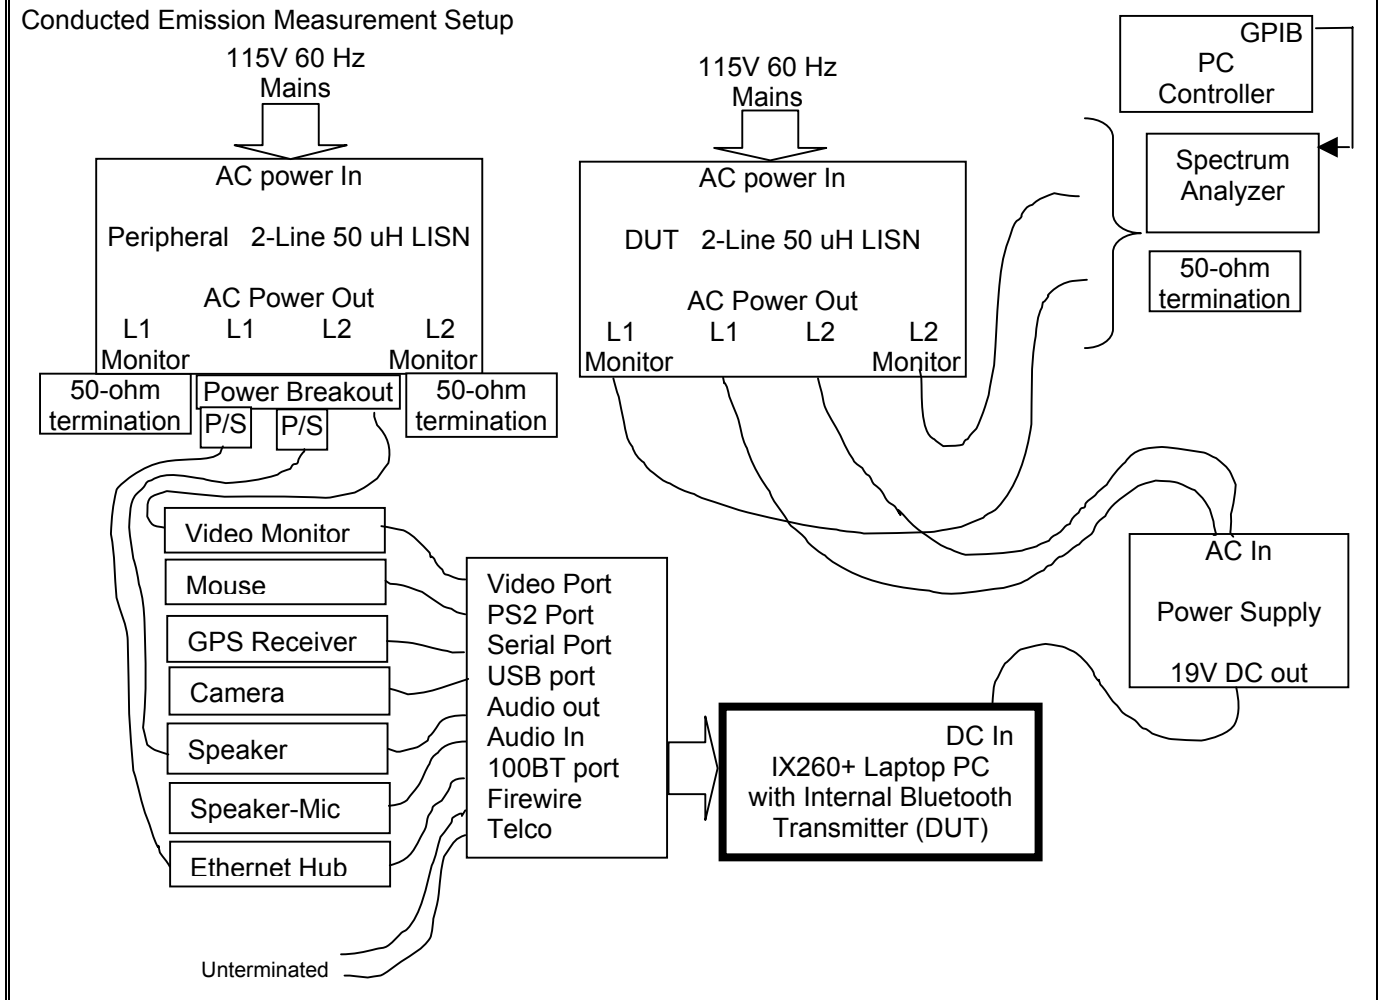 Conducted Emission Measurement Setup
115V 60 Hz
Mains
AC power In
Peripheral 2-Line 50 uH LISN
AC Power Out
L1 L1 L2 L2
Monitor Monitor
50-ohm
termination
Power Breakout
50-ohm
termination
P/S P/S
115V 60 Hz
Mains
AC power In
DUT 2-Line 50 uH LISN
AC Power Out
L1 L1 L2 L2
Monitor Monitor
GPIB
PC
Controller
Spectrum
Analyzer
50-ohm
termination
Video Monitor
Mouse
GPS Receiver
Camera
Speaker
Speaker-Mic
Ethernet Hub
Unterminated
Video Port
PS2 Port
Serial Port
USB port
Audio out
Audio In
100BT port
Firewire
Telco
AC In
Power Supply
19V DC out
DC In
IX260+ Laptop PC
with Internal Bluetooth
Transmitter (DUT)